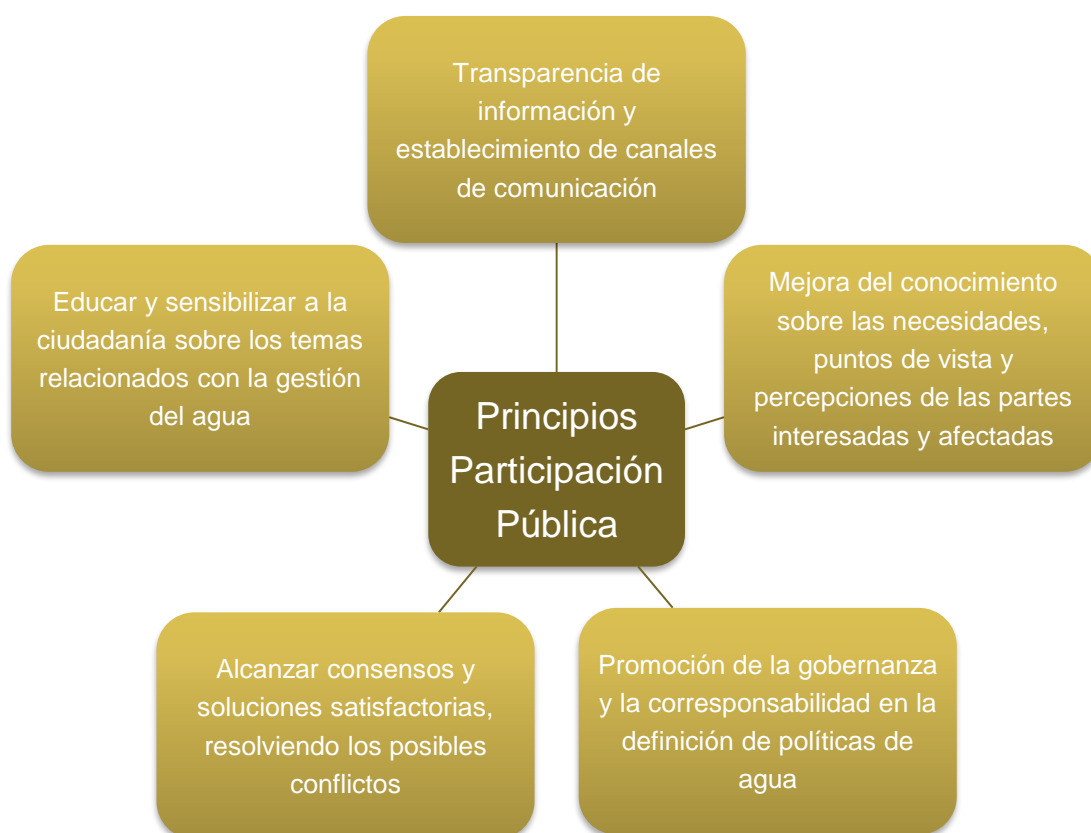 Transparencia de
información y
establecimiento de canales
de comunicación
Educar y sensibilizar a la
ciudadanía sobre los temas
relacionados con la gestión
del agua
Mejora del conocimiento
sobre las necesidades,
puntos de vista y
percepciones de las partes
interesadas y afectadas
Principios
Participación
Pública
Alcanzar consensos y
soluciones satisfactorias,
resolviendo los posibles
conflictos
Promoción de la gobernanza
y la corresponsabilidad en la
definición de políticas de
agua